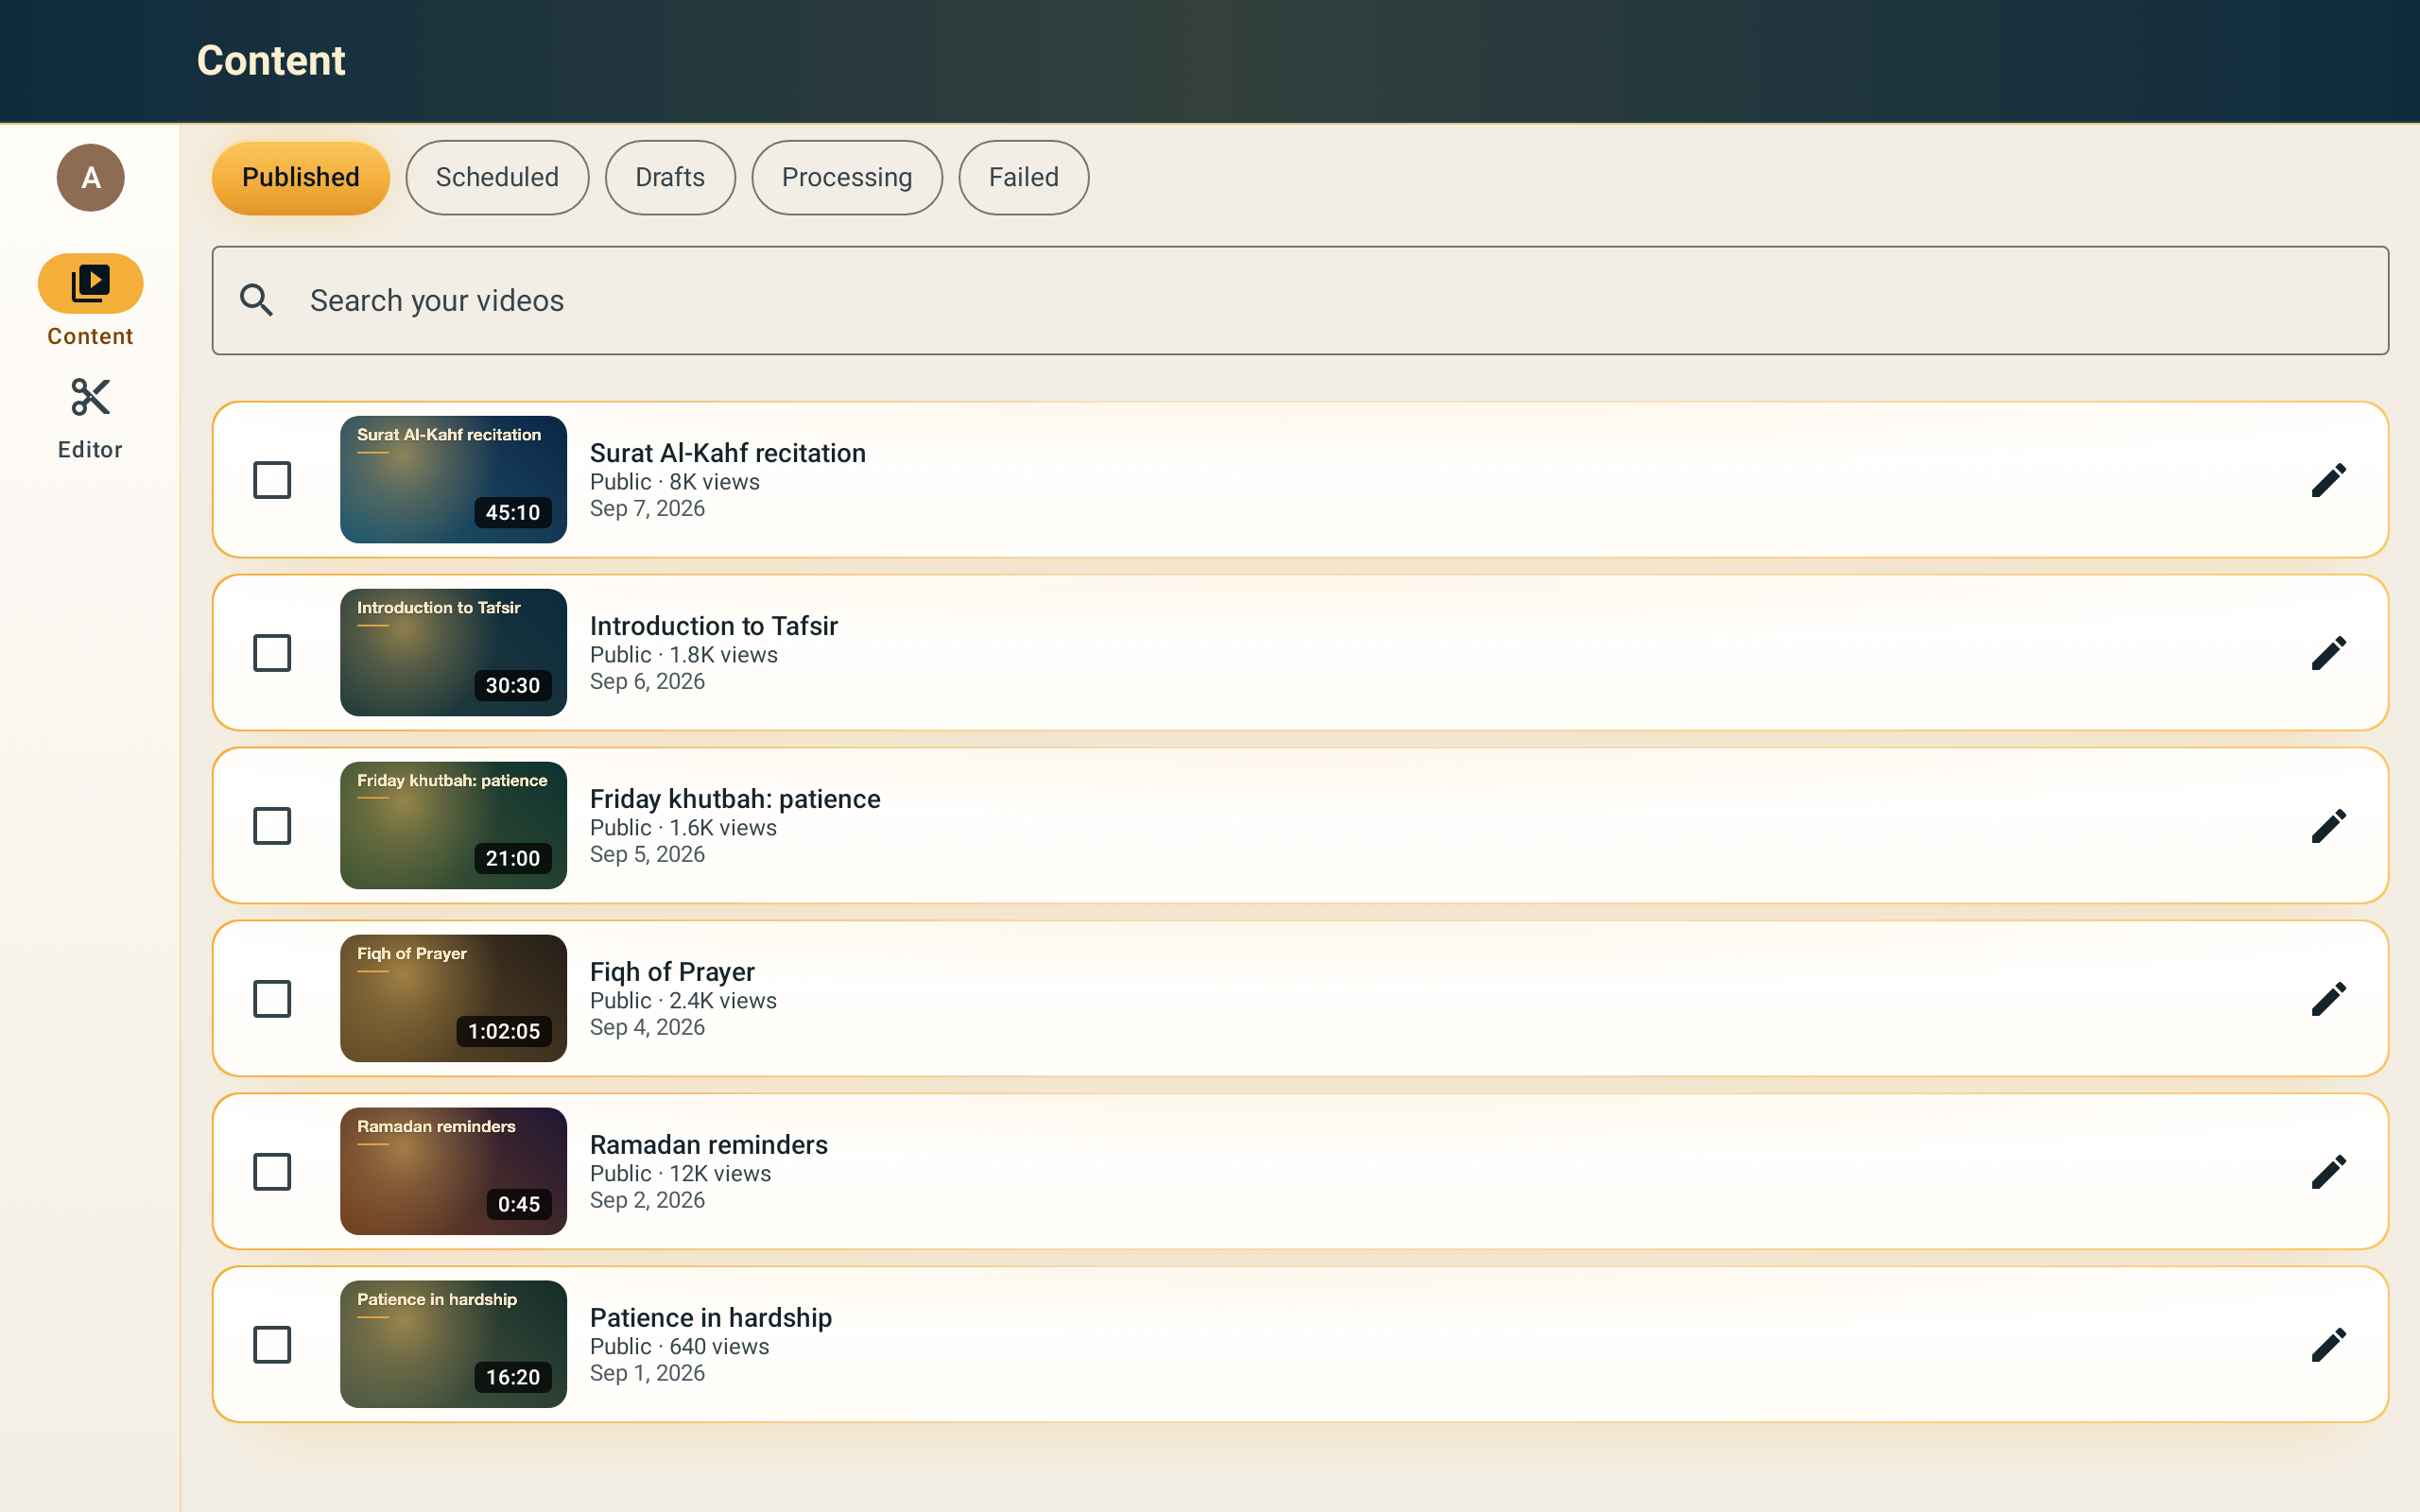 Content
A
Content
Editor
Published
Scheduled
Drafts
Processing
Failed
Search your videos
Surat Al-Kahf recitation
45:10
Surat Al-Kahf recitation
Public · 8K views
Sep 7, 2026
Introduction to Tafsir
30:30
Introduction to Tafsir
Public · 1.8K views
Sep 6, 2026
Friday khutbah: patience
21:00
Friday khutbah: patience
Public · 1.6K views
Sep 5, 2026
Fiqh of Prayer
1:02:05
Fiqh of Prayer
Public · 2.4K views
Sep 4, 2026
Ramadan reminders
0:45
Ramadan reminders
Public · 12K views
Sep 2, 2026
Patience in hardship
16:20
Patience in hardship
Public · 640 views
Sep 1, 2026